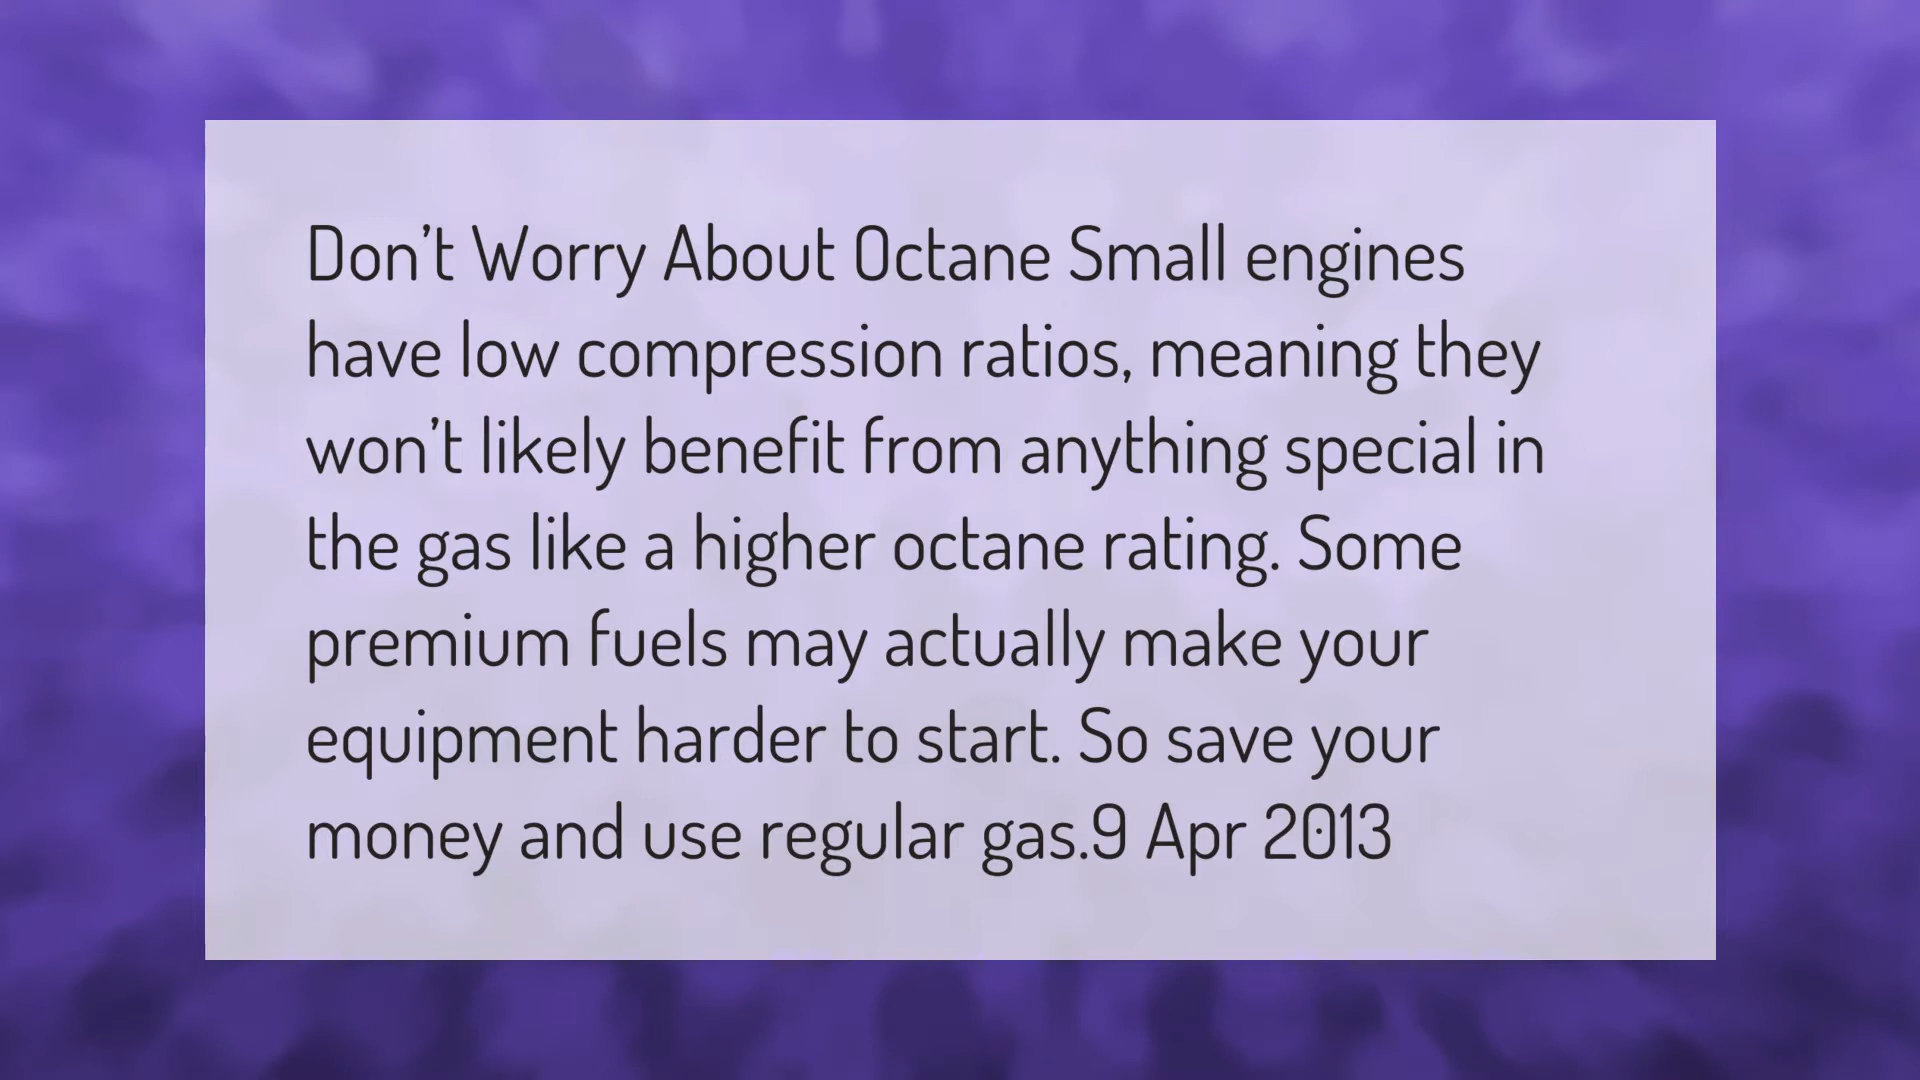 Don't Worry About Octane Small engines
have low compression ratios, meaning they
won't likely benefit from anything special in
the gas like a higher octane rating. Some
premium fuels may actually make your
equipment harder to start. So save your
money and use regular gas.9 Apr 2013